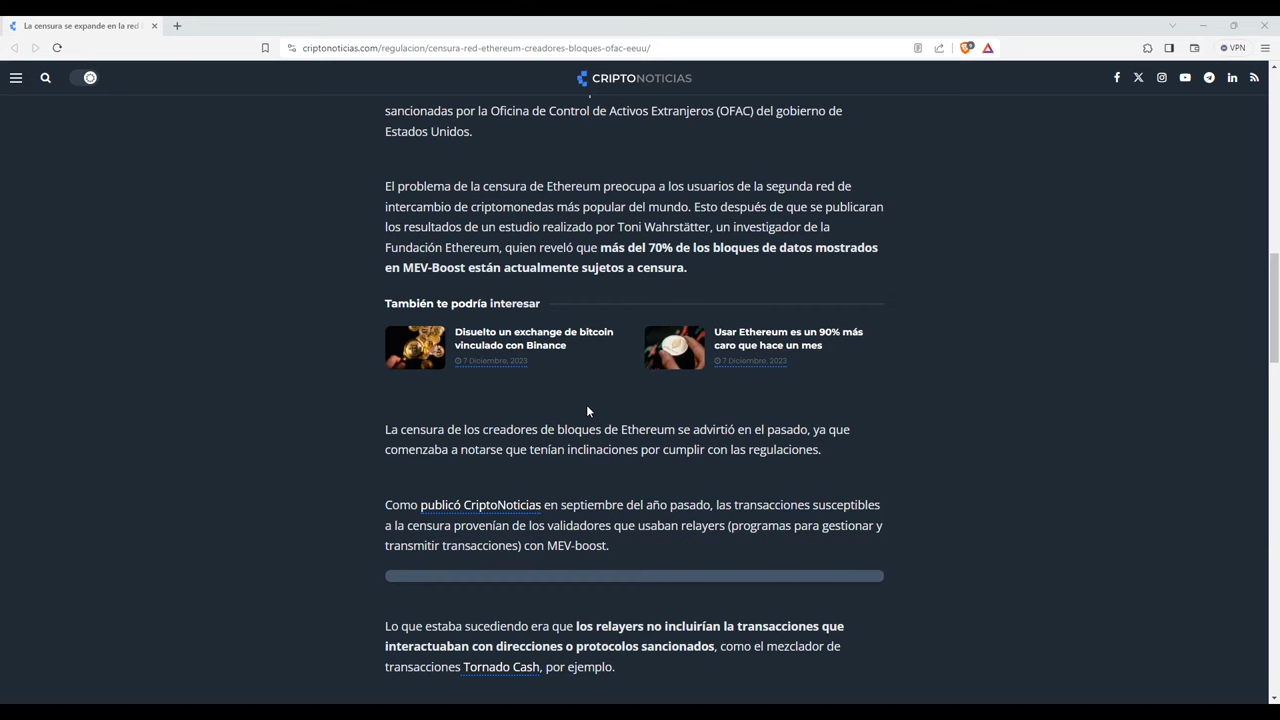 La censura se expande en la red
criptonoticias.com/regulacion/censura-red-ethereum-creadores-bloques-ofac-eeuu/
VPN
CRIPTONOTICIAS
sancionadas por la Oficina de Control de Activos Extranjeros (OFAC) del gobierno de
Estados Unidos.
El problema de la censura de Ethereum preocupa a los usuarios de la segunda red de
intercambio de criptomonedas más popular del mundo. Esto después de que se publicaran
los resultados de un estudio realizado por Toni Wahrstätter, un investigador de la
Fundación Ethereum, quien reveló que más del 70% de los bloques de datos mostrados
en MEV-Boost están actualmente sujetos a censura.
También te podría interesar
Disuelto un exchange de bitcoin
vinculado con Binance
7 Diciembre, 2023
Usar Ethereum es un 90% más
caro que hace un mes
7 Diciembre, 2023
La censura de los creadores de bloques de Ethereum se advirtió en el pasado, ya que
comenzaba a notarse que tenían inclinaciones por cumplir con las regulaciones.
Como publicó CriptoNoticias en septiembre del año pasado, las transacciones susceptibles
a la censura provenían de los validadores que usaban relayers (programas para gestionar y
transmitir transacciones) con MEV-boost.
Lo que estaba sucediendo era que los relayers no incluirían la transacciones que
interactuaban con direcciones o protocolos sancionados, como el mezclador de
transacciones Tornado Cash, por ejemplo.